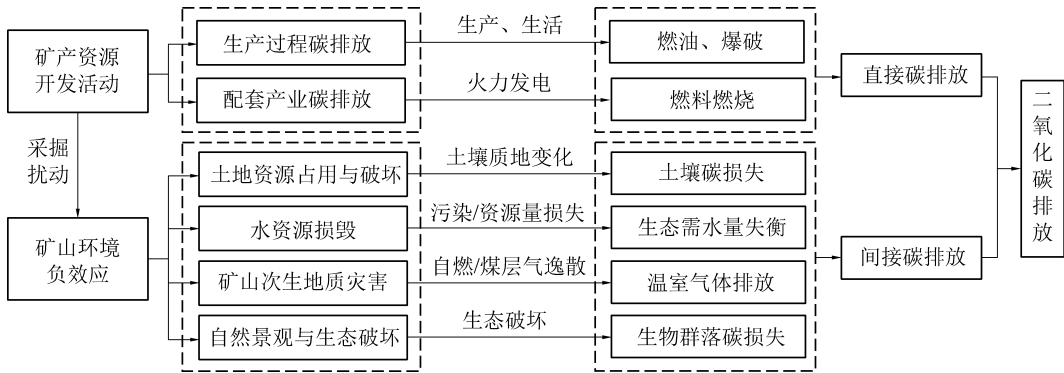 矿产资源
开发活动
生产过程碳排放
生产、生活
燃油、爆破
配套产业碳排放
火力发电
燃料燃烧
直接碳排放
二氧化碳排放
采掘
扰动
矿山环境
负效应
土地资源占用与破坏
土壤质地变化
土壤碳损失
水资源损毁
污染/资源量损失
生态需水量失衡
矿山次生地质灾害
自燃/煤层气逸散
温室气体排放
自然景观与生态破坏
生态破坏
生物群落碳损失
间接碳排放